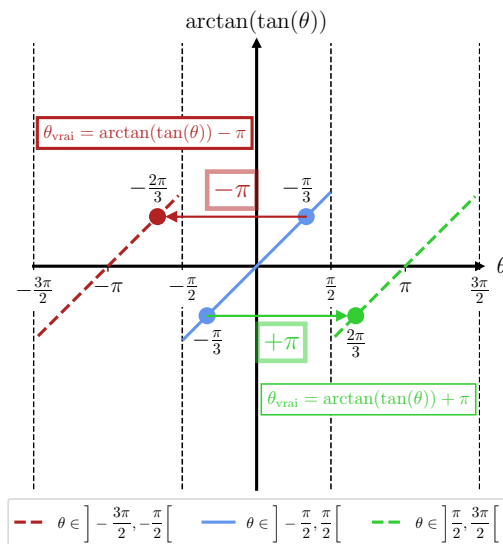 arctan(tan(θ))
θ_vrai = arctan(tan(θ)) − π
−π
−2π/3
−π/3
−3π/2
−π
−π/2
π/2
π
3π/2
θ
−π/3
+π
2π/3
θ_vrai = arctan(tan(θ)) + π
θ ∈ ] − 3π/2, −π/2 [ θ ∈ ] − π/2, π/2 [ θ ∈ ] π/2, 3π/2 [